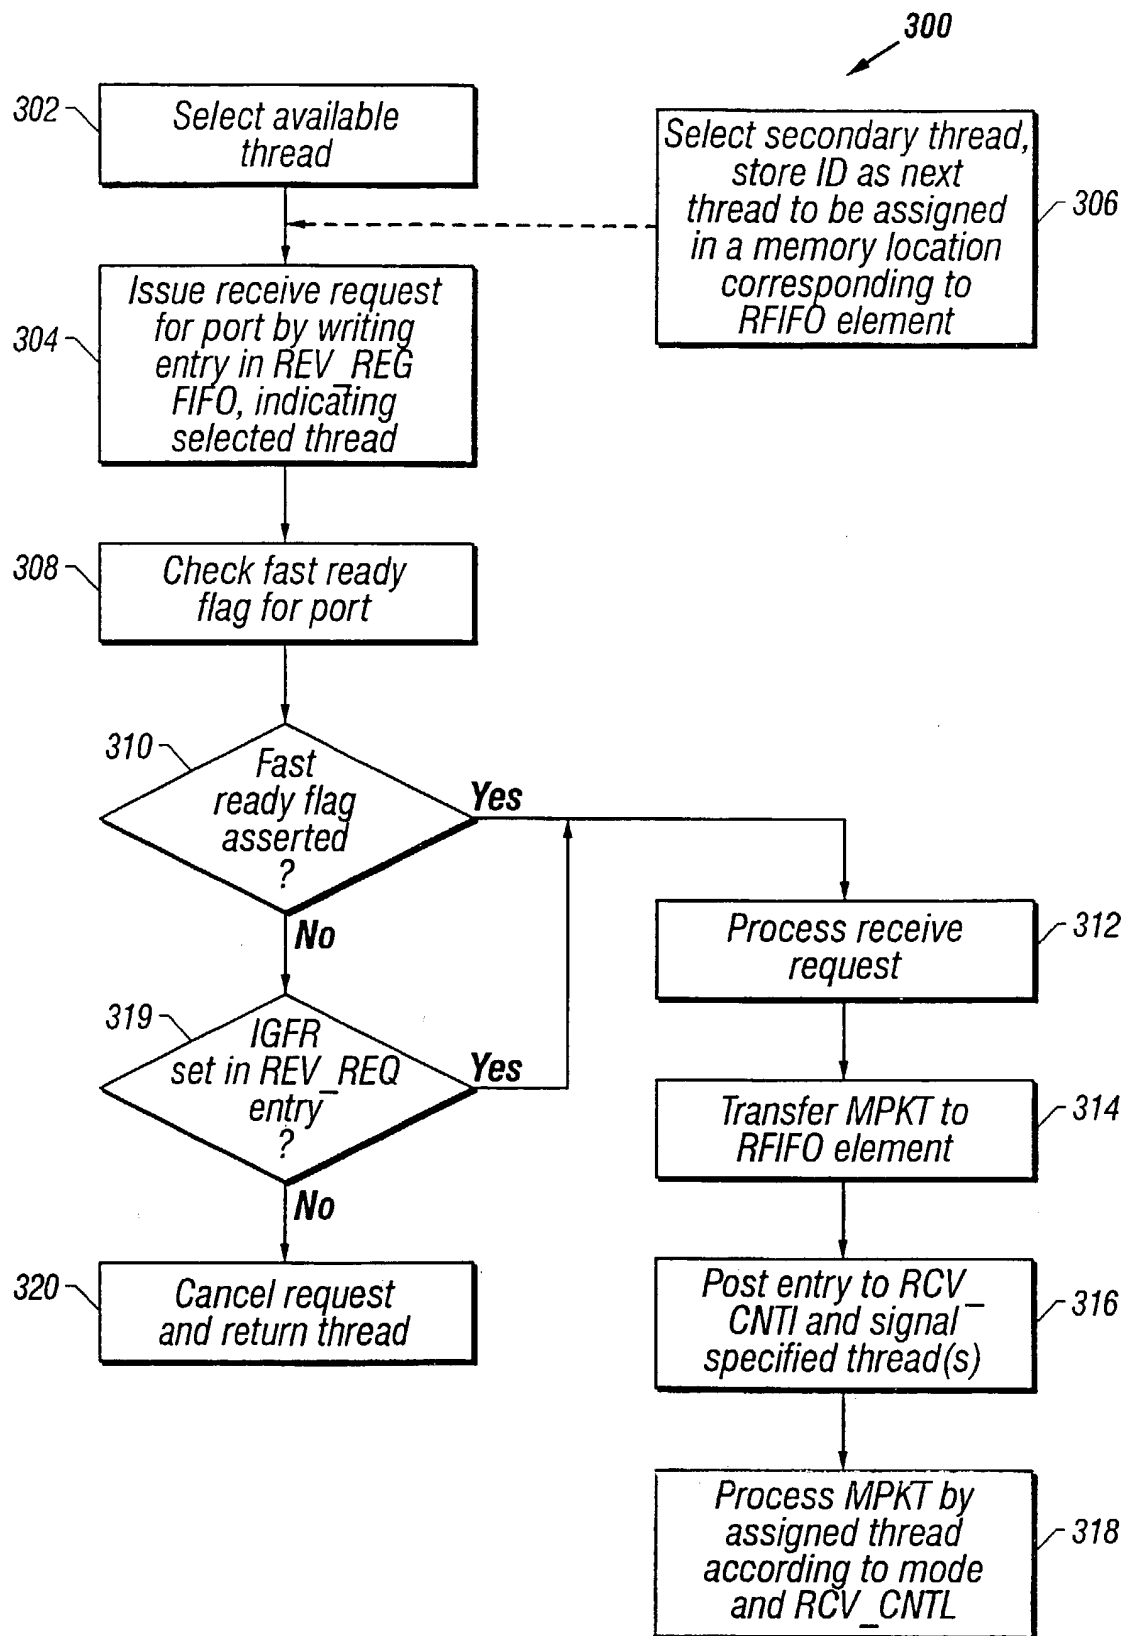 300
302
Select available
thread
Select secondary thread,
store ID as next
thread to be assigned
in a memory location
corresponding to
RFIFO element
306
304
Issue receive request
for port by writing
entry in REV_REG
FIFO, indicating
selected thread
308
Check fast ready
flag for port
310
Fast
ready flag
asserted
?
Yes
No
312
Process receive
request
319
IGFR
set in REV_REQ
entry
?
Yes
No
314
Transfer MPKT to
RFIFO element
320
Cancel request
and return thread
316
Post entry to RCV_
CNTl and signal
specified thread(s)
318
Process MPKT by
assigned thread
according to mode
and RCV_CNTL